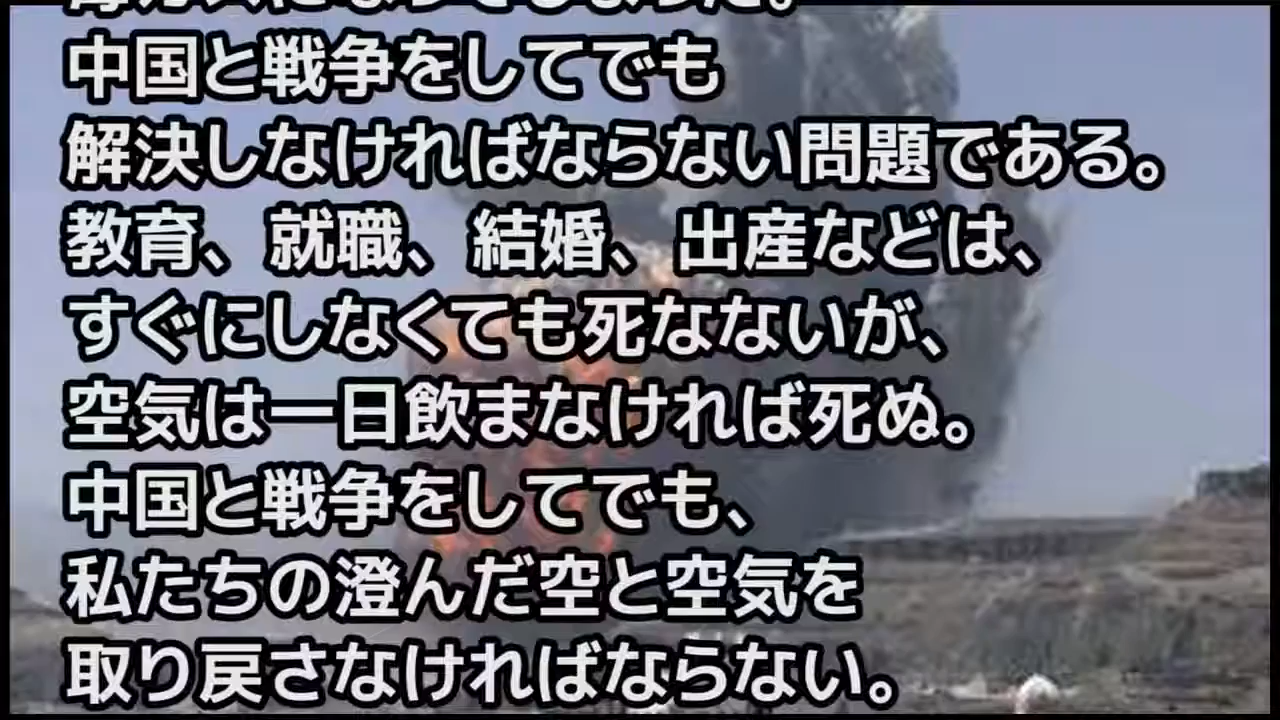 中国と戦争をしてでも
解決しなければならない問題である。
教育、就職、結婚、出産などは、
すぐにしなくても死なないが、
空気は一日飲まなければ死ぬ。
中国と戦争をしてでも、
私たちの澄んだ空と空気を
取り戻さなければならない。